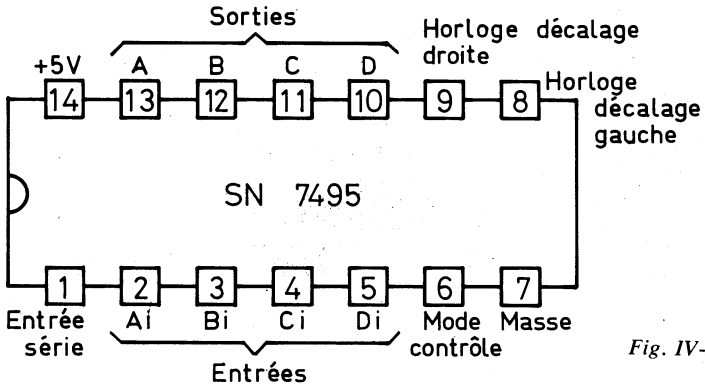 Sorties
Horloge décalage
droite
+5V A B C D
Horloge
décalage
gauche
14 13 12 11 10 9 8
SN 7495
1 2 3 4 5 6 7
Entrée
série
Ai Bi Ci Di
Mode
contrôle
Masse
Entrées
Fig. IV-